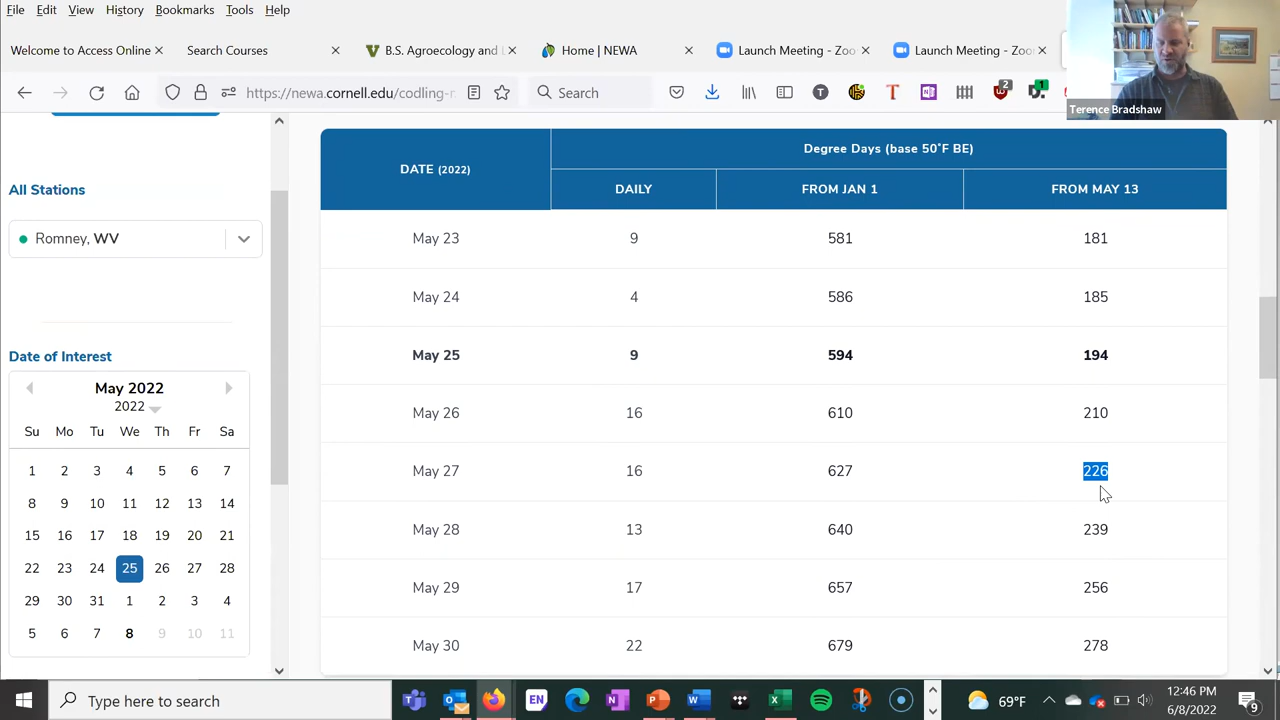 File Edit View History Bookmarks Tools Help
Welcome to Access Online Search Courses B.S. Agroecology and L Home | NEWA Launch Meeting - Zoo Launch Meeting - Zoo
https://newa.cornell.edu/codling-m Search
2 1
Terence Bradshaw
All Stations
Romney, WV
Date of Interest
May 2022
2022
Su Mo Tu We Th Fr Sa
1 2 3 4 5 6 7
8 9 10 11 12 13 14
15 16 17 18 19 20 21
22 23 24 25 26 27 28
29 30 31 1 2 3 4
5 6 7 8 9 10 11
DATE (2022) Degree Days (base 50˚F BE)
DAILY FROM JAN 1 FROM MAY 13
May 23 9 581 181
May 24 4 586 185
May 25 9 594 194
May 26 16 610 210
May 27 16 627 226
May 28 13 640 239
May 29 17 657 256
May 30 22 679 278
Type here to search
EN
69°F
12:46 PM
6/8/2022
9